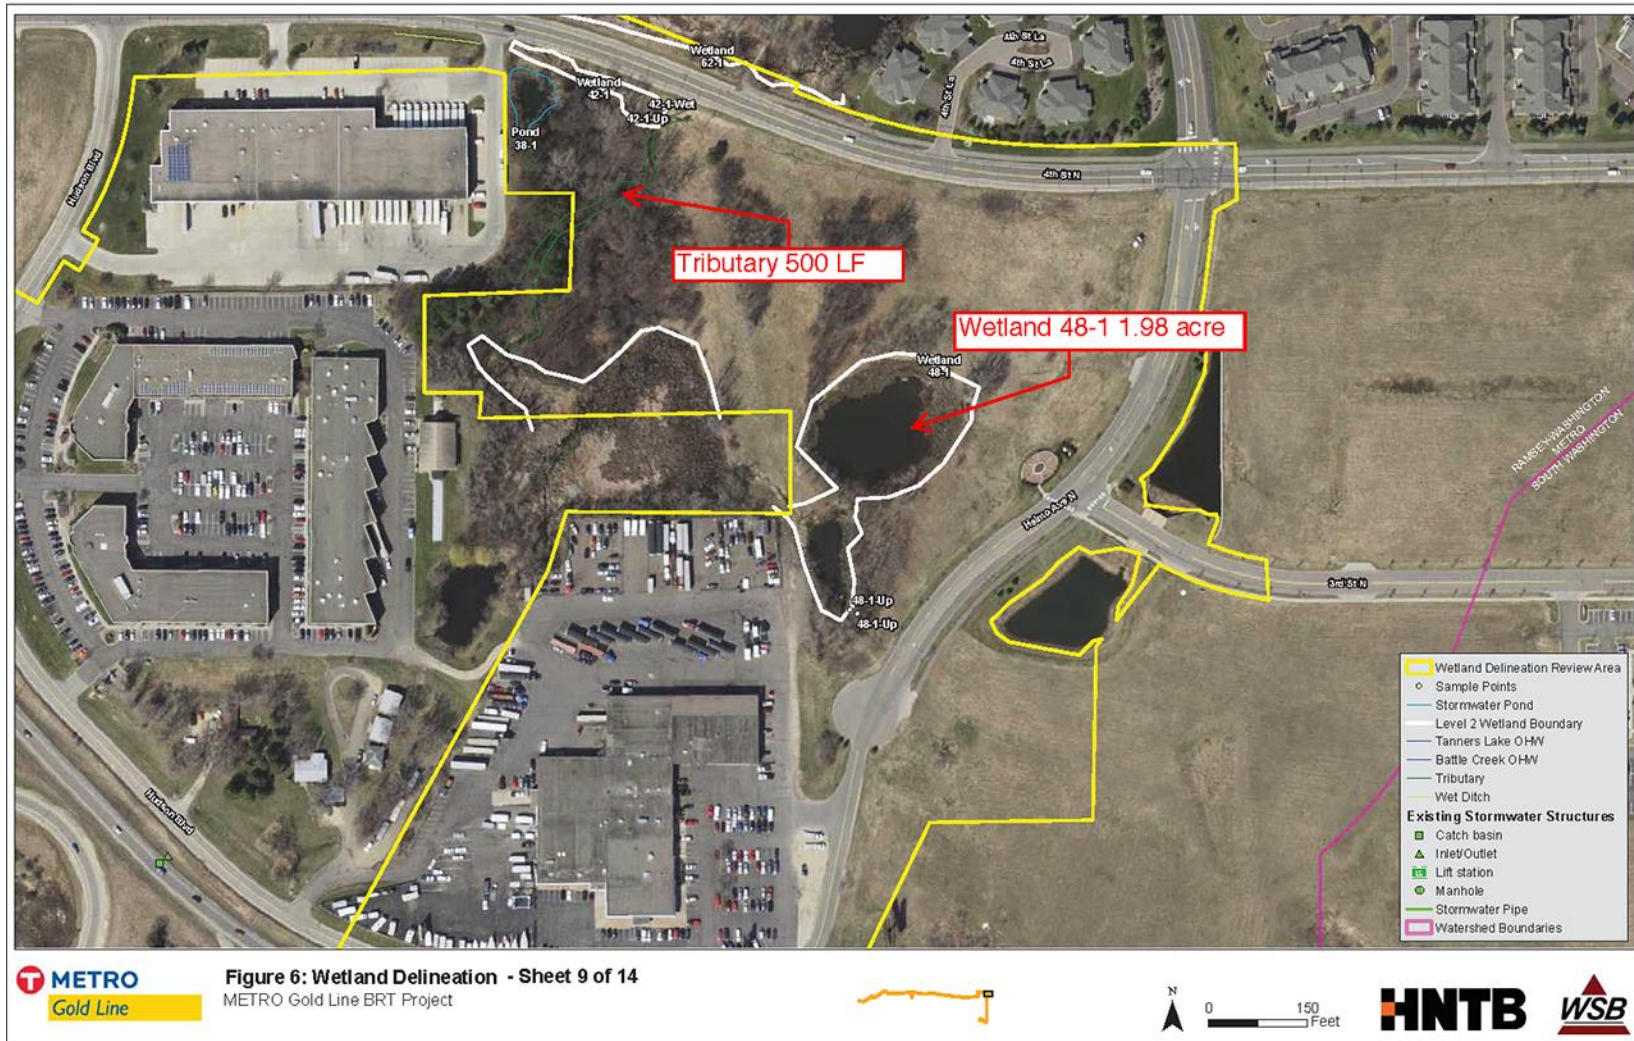 4th St La
4th St La
4th St La
Wetland
62-1
Wetland
42-1
42-1-Wet
42-1-Up
Pond
38-1
Hudson Blvd
4th St N
Tributary 500 LF
Wetland 48-1 1.98 acre
Wetland
48-1
RAMSEY-WASHINGTON
METRO
SOUTH WASHINGTON
Helmo Ave N
3rd St N
48-1-Up
48-1-Up
Hudson Blvd
Wetland Delineation Review Area
Sample Points
Stormwater Pond
Level 2 Wetland Boundary
Tanners Lake OHW
Battle Creek OHW
Tributary
Wet Ditch
Existing Stormwater Structures
Catch basin
Inlet/Outlet
Lift station
Manhole
Stormwater Pipe
Watershed Boundaries
T METRO
Gold Line
Figure 6: Wetland Delineation - Sheet 9 of 14
METRO Gold Line BRT Project
N
0 150
Feet
HNTB
WSB